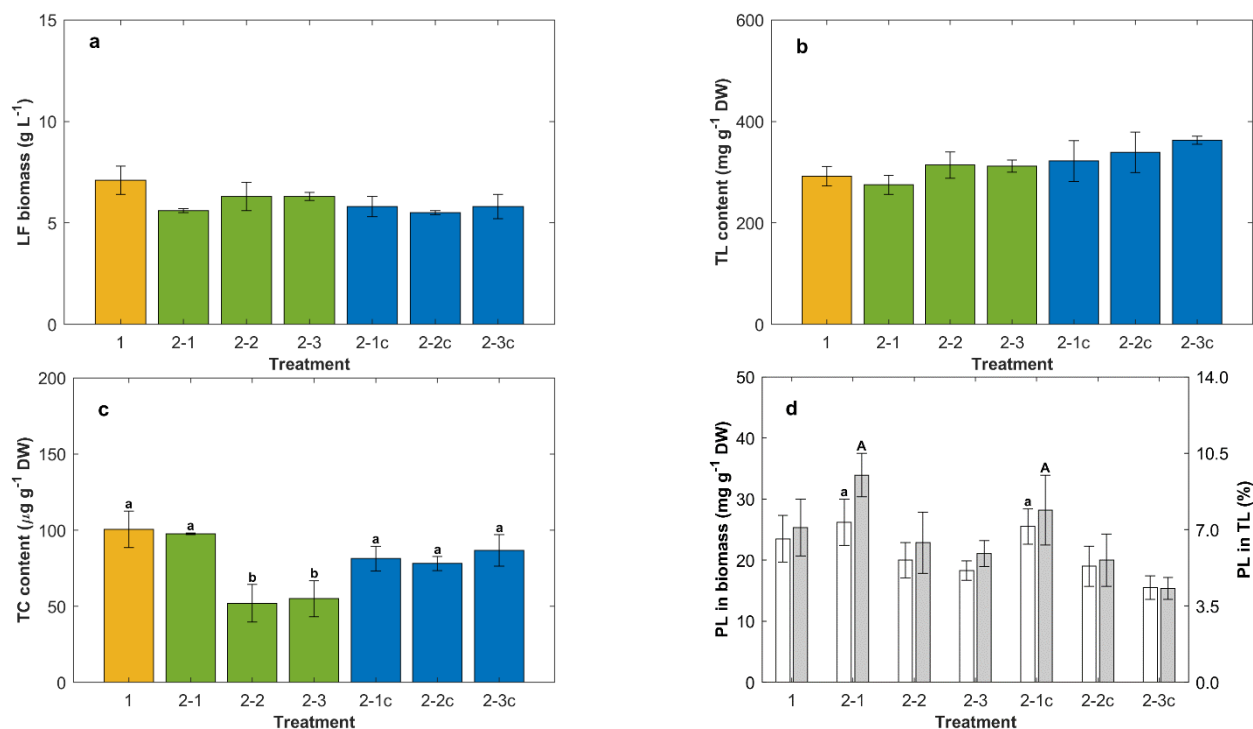 a
LF biomass (g L-1)
15
10
5
0
1 2-1 2-2 2-3 2-1c 2-2c 2-3c
Treatment
b
TL content (mg g-1 DW)
600
400
200
0
1 2-1 2-2 2-3 2-1c 2-2c 2-3c
Treatment
c
TC content (μg g-1 DW)
200
150
100
50
0
a a b b a a a
1 2-1 2-2 2-3 2-1c 2-2c 2-3c
Treatment
d
PL in biomass (mg g-1 DW)
50
40
30
20
10
0
a A a A
14.0
10.5
7.0
3.5
0.0
PL in TL (%)
1 2-1 2-2 2-3 2-1c 2-2c 2-3c
Treatment